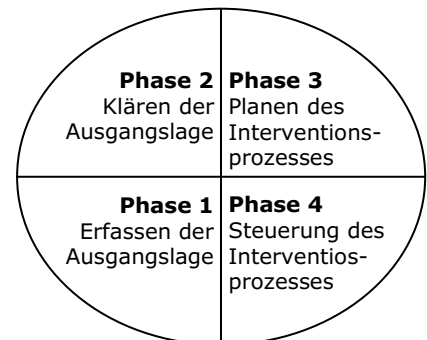 Phase 2
Klären der
Ausgangslage
Phase 3
Planen des
Interventions-
prozesses
Phase 1
Erfassen der
Ausgangslage
Phase 4
Steuerung des
Interventios-
prozesses